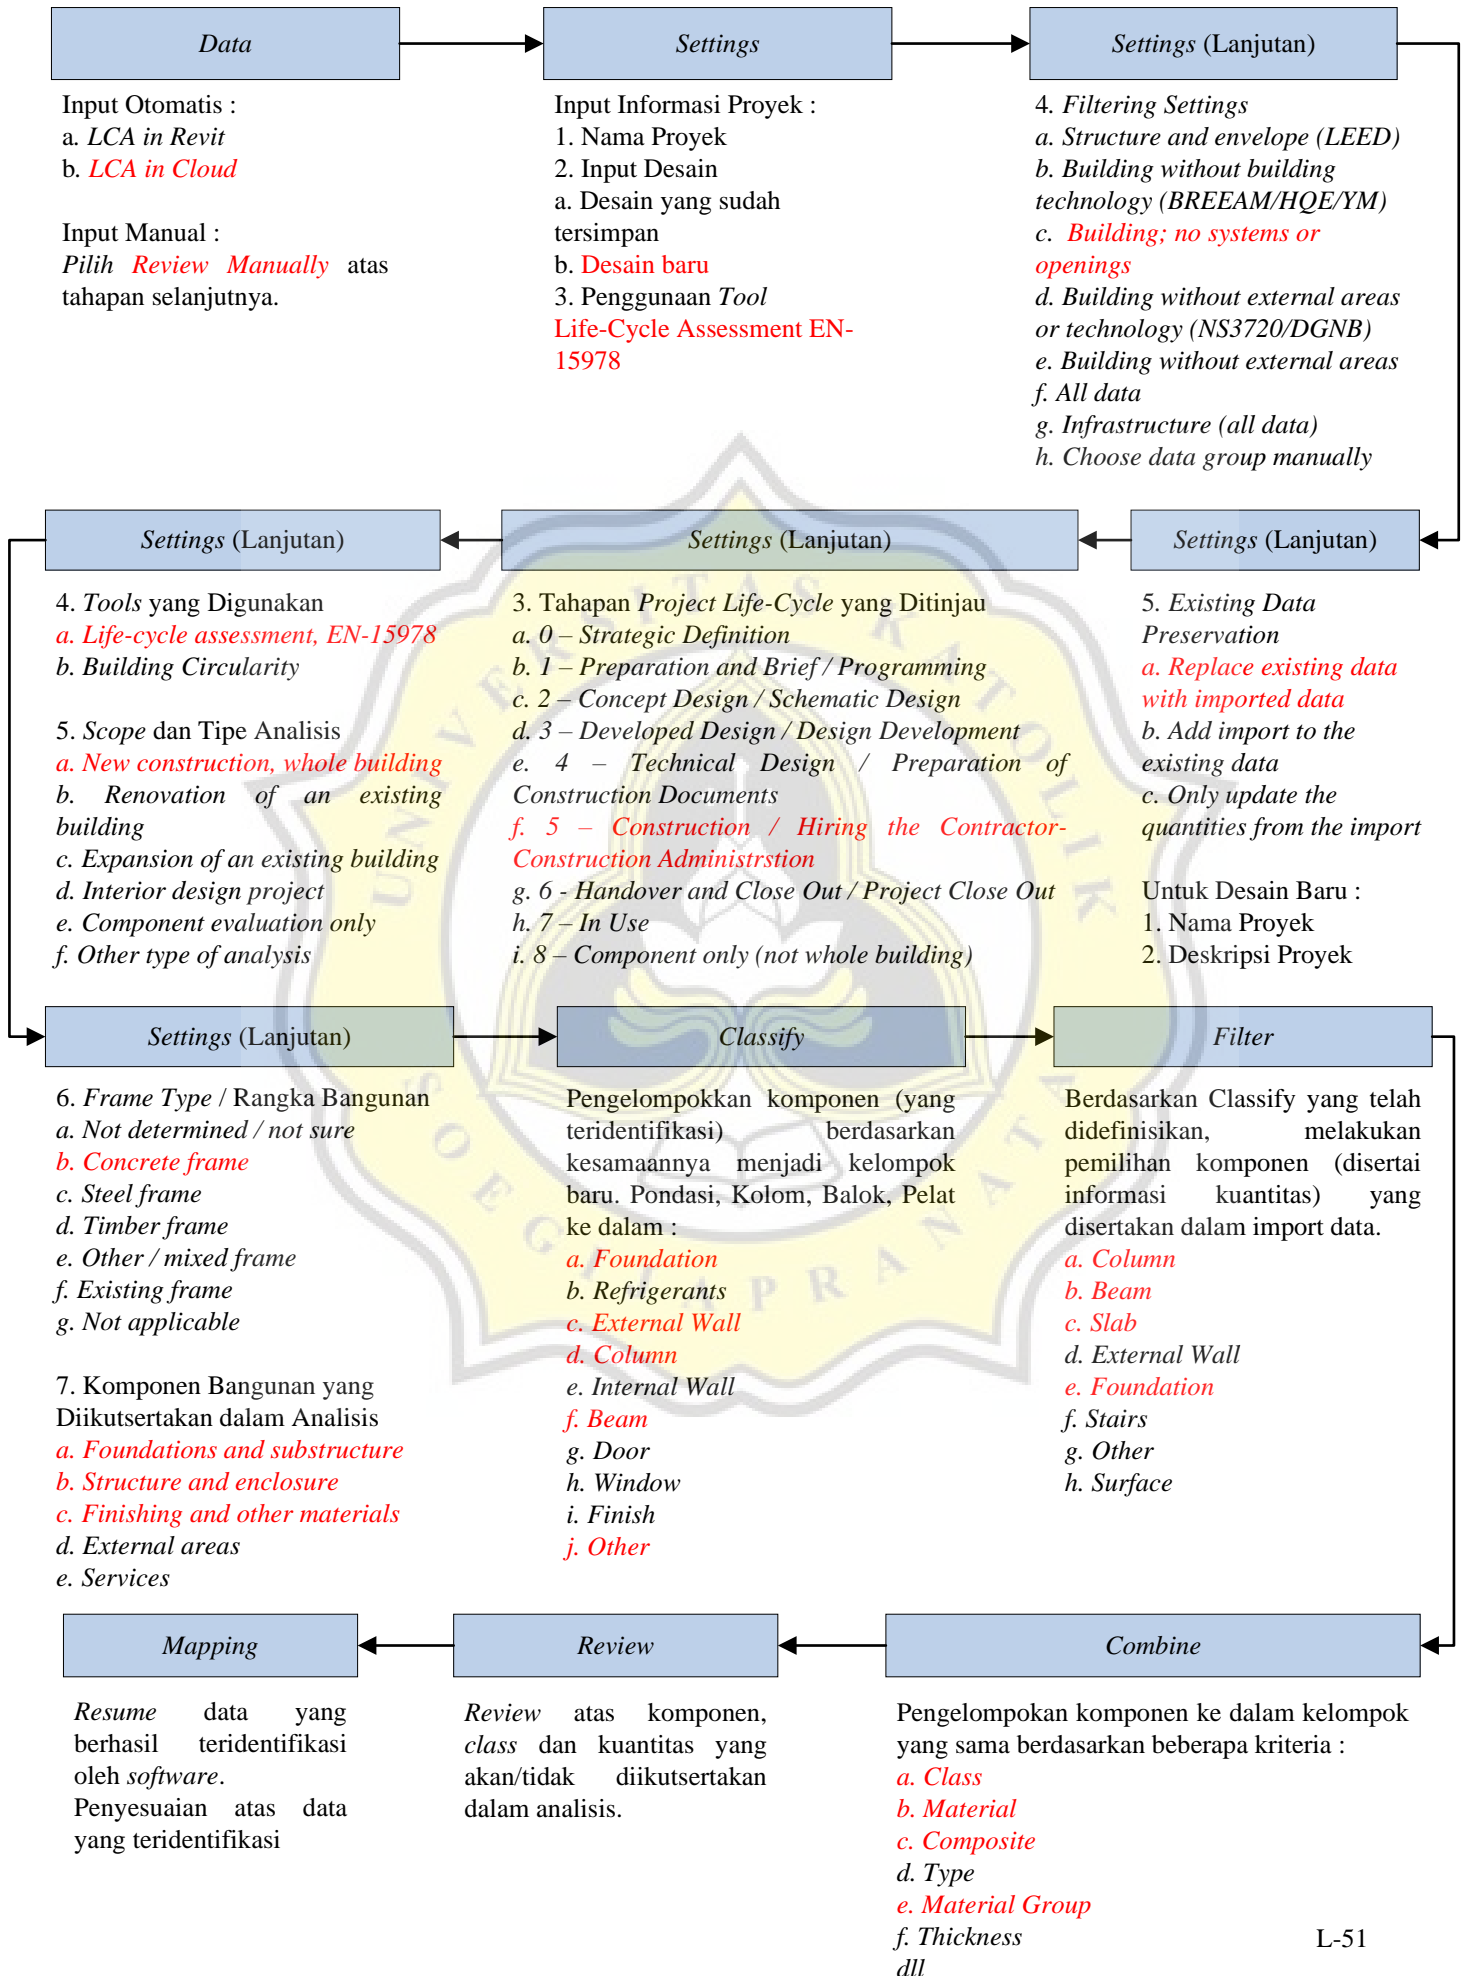 Data
Input Otomatis :
a. LCA in Revit
b. LCA in Cloud
Input Manual :
Pilih Review Manually atas
tahapan selanjutnya.
Settings
Input Informasi Proyek :
1. Nama Proyek
2. Input Desain
a. Desain yang sudah
tersimpan
b. Desain baru
3. Penggunaan Tool
Life-Cycle Assessment EN-
15978
Settings (Lanjutan)
4. Filtering Settings
a. Structure and envelope (LEED)
b. Building without building
technology (BREEAM/HQE/YM)
c. Building; no systems or
openings
d. Building without external areas
or technology (NS3720/DGNB)
e. Building without external areas
f. All data
g. Infrastructure (all data)
h. Choose data group manually
Settings (Lanjutan)
5. Existing Data
Preservation
a. Replace existing data
with imported data
b. Add import to the
existing data
c. Only update the
quantities from the import
Untuk Desain Baru :
1. Nama Proyek
2. Deskripsi Proyek
Settings (Lanjutan)
3. Tahapan Project Life-Cycle yang Ditinjau
a. 0 – Strategic Definition
b. 1 – Preparation and Brief / Programming
c. 2 – Concept Design / Schematic Design
d. 3 – Developed Design / Design Development
e. 4 – Technical Design / Preparation of
Construction Documents
f. 5 – Construction / Hiring the Contractor-
Construction Administrstion
g. 6 - Handover and Close Out / Project Close Out
h. 7 – In Use
i. 8 – Component only (not whole building)
Settings (Lanjutan)
4. Tools yang Digunakan
a. Life-cycle assessment, EN-15978
b. Building Circularity
5. Scope dan Tipe Analisis
a. New construction, whole building
b. Renovation of an existing
building
c. Expansion of an existing building
d. Interior design project
e. Component evaluation only
f. Other type of analysis
Settings (Lanjutan)
6. Frame Type / Rangka Bangunan
a. Not determined / not sure
b. Concrete frame
c. Steel frame
d. Timber frame
e. Other / mixed frame
f. Existing frame
g. Not applicable
7. Komponen Bangunan yang
Diikutsertakan dalam Analisis
a. Foundations and substructure
b. Structure and enclosure
c. Finishing and other materials
d. External areas
e. Services
Classify
Pengelompokkan komponen (yang
teridentifikasi) berdasarkan
kesamaannya menjadi kelompok
baru. Pondasi, Kolom, Balok, Pelat
ke dalam :
a. Foundation
b. Refrigerants
c. External Wall
d. Column
e. Internal Wall
f. Beam
g. Door
h. Window
i. Finish
j. Other
Filter
Berdasarkan Classify yang telah
didefinisikan, melakukan
pemilihan komponen (disertai
informasi kuantitas) yang
disertakan dalam import data.
a. Column
b. Beam
c. Slab
d. External Wall
e. Foundation
f. Stairs
g. Other
h. Surface
Combine
Pengelompokan komponen ke dalam kelompok
yang sama berdasarkan beberapa kriteria :
a. Class
b. Material
c. Composite
d. Type
e. Material Group
f. Thickness
dll
Review
Review atas komponen,
class dan kuantitas yang
akan/tidak diikutsertakan
dalam analisis.
Mapping
Resume data yang
berhasil teridentifikasi
oleh software.
Penyesuaian atas data
yang teridentifikasi
UNIVERSITAS KATOLIK
SOEGIJAPRANATA
L-51